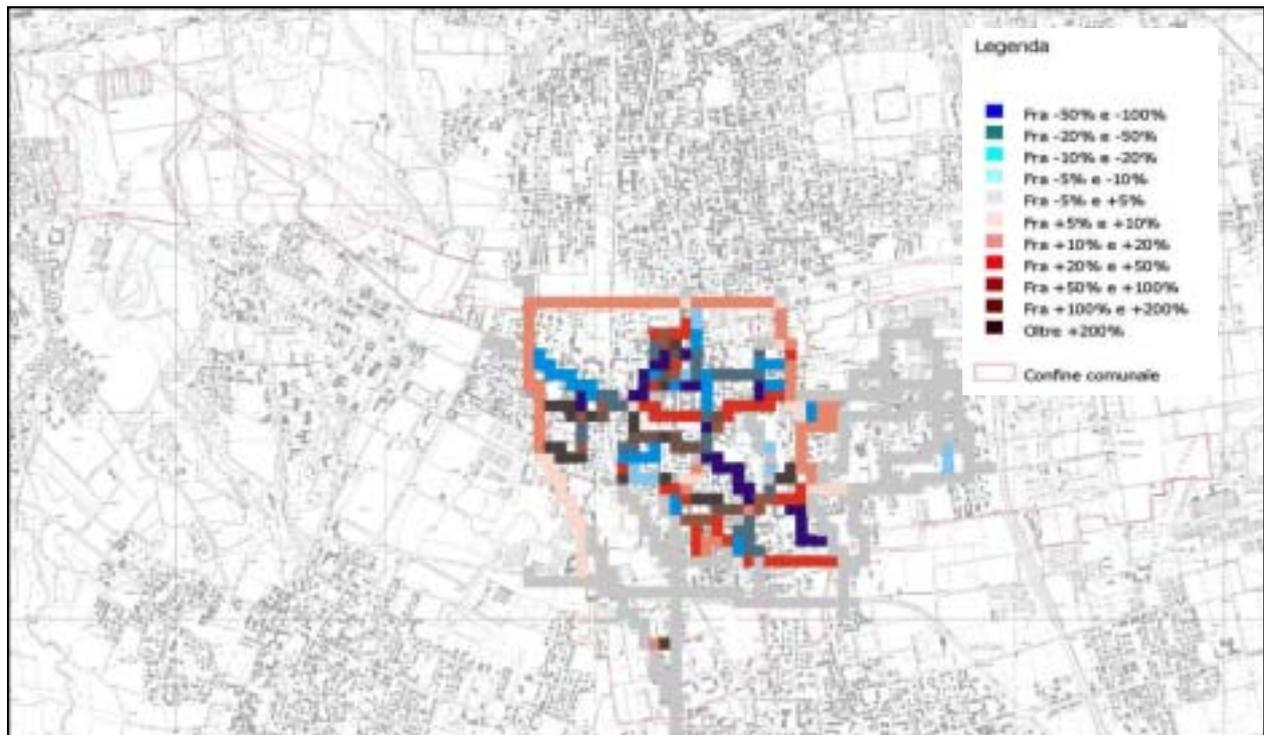 Legenda
Fra -50% e -100%
Fra -20% e -50%
Fra -10% e -20%
Fra -5% e -10%
Fra -5% e +5%
Fra +5% e +10%
Fra +10% e +20%
Fra +20% e +50%
Fra +50% e +100%
Fra +100% e +200%
Oltre +200%
Confine comunale